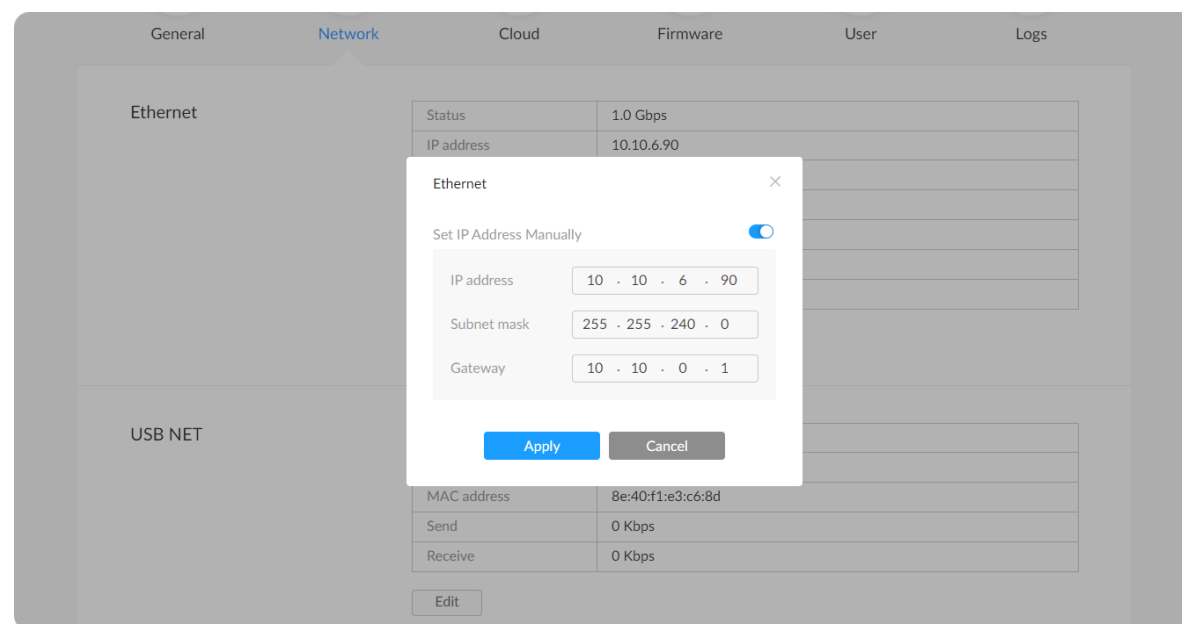 General Network Cloud Firmware User Logs
Ethernet
Status 1.0 Gbps
IP address 10.10.6.90
Ethernet
Set IP Address Manually
IP address 10 . 10 . 6 . 90
Subnet mask 255 . 255 . 240 . 0
Gateway 10 . 10 . 0 . 1
Apply Cancel
USB NET
MAC address 8e:40:f1:e3:c6:8d
Send 0 Kbps
Receive 0 Kbps
Edit